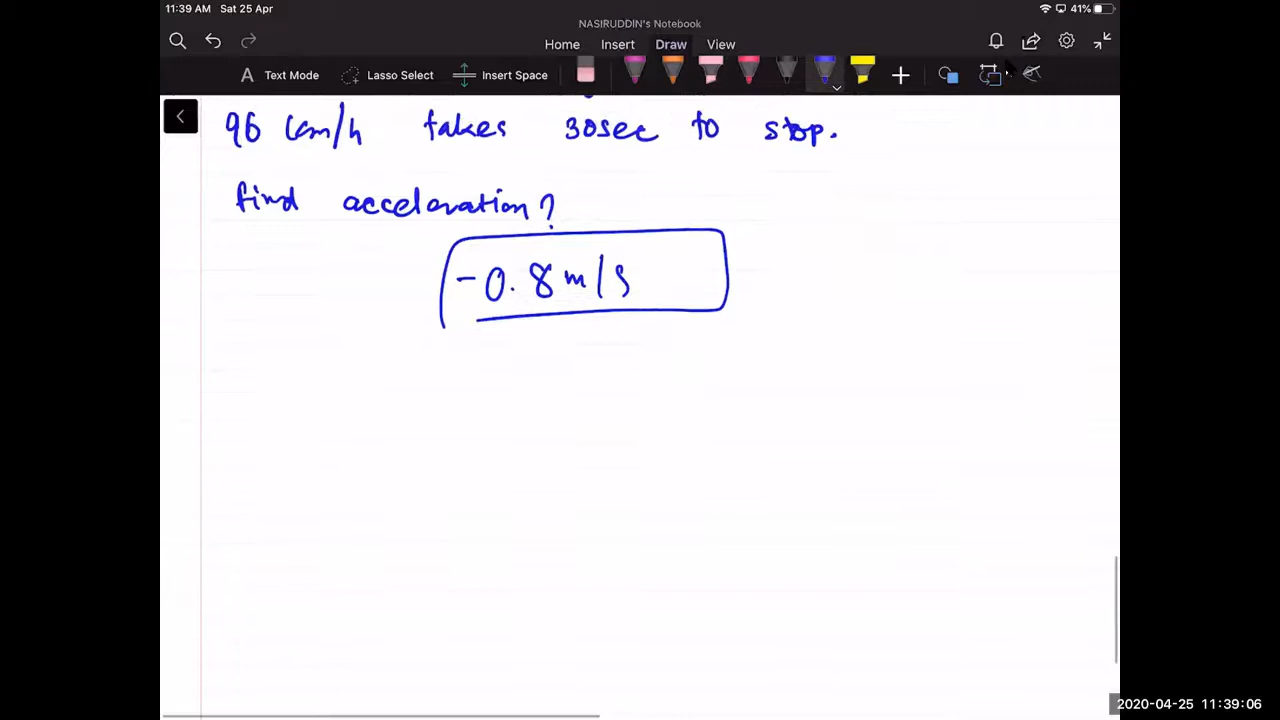 11:39 AM Sat 25 Apr
41%
NASIRUDDIN's Notebook
Home Insert Draw View
A Text Mode Lasso Select Insert Space
96 km/h takes 30sec to stop.
find acceleration?
-0.8 m/s
2020-04-25 11:39:06